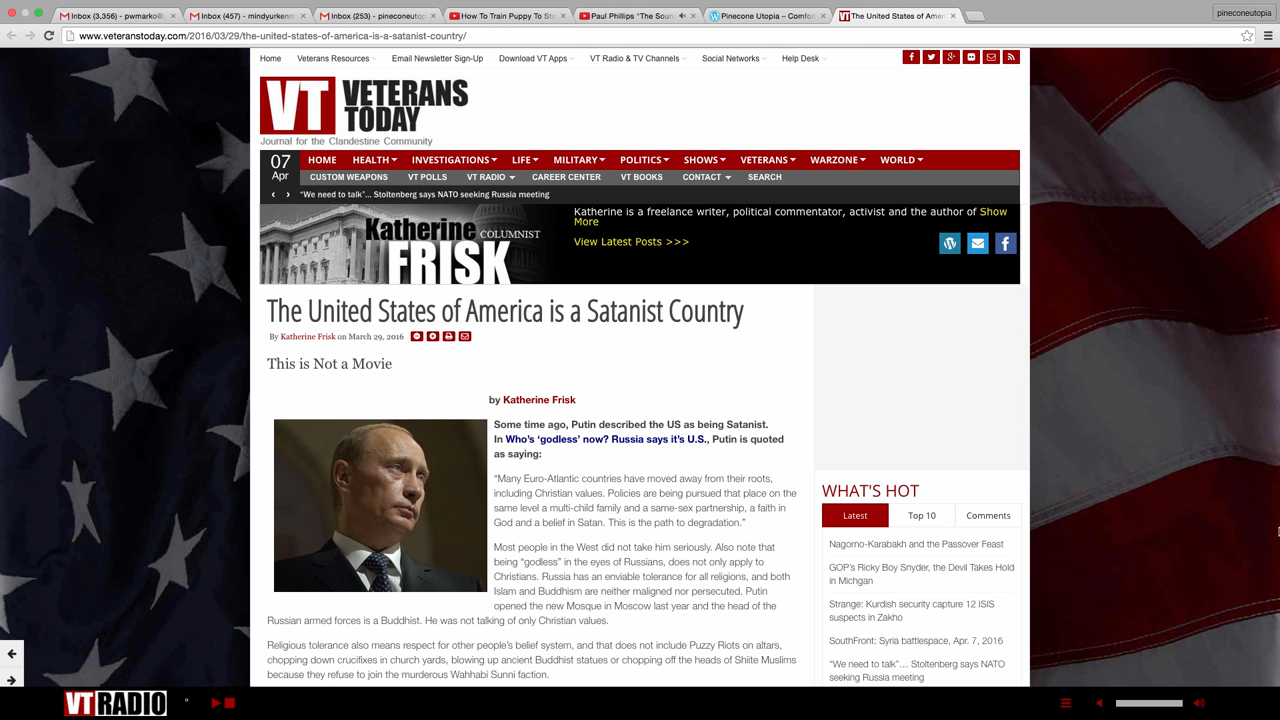 Inbox (3,356) - pwmarko@
Inbox (457) - mindyurken
Inbox (253) - pineconeutop
How To Train Puppy To Sto
Paul Phillips "The Soun
Pinecone Utopia – Comfor
The United States of Ameri
pineconeutopia
www.veteranstoday.com/2016/03/29/the-united-states-of-america-is-a-satanist-country/
Home Veterans Resources Email Newsletter Sign-Up Download VT Apps VT Radio & TV Channels Social Networks Help Desk
VT VETERANS
TODAY
Journal for the Clandestine Community
07
Apr
HOME HEALTH INVESTIGATIONS LIFE MILITARY POLITICS SHOWS VETERANS WARZONE WORLD
CUSTOM WEAPONS VT POLLS VT RADIO CAREER CENTER VT BOOKS CONTACT SEARCH
“We need to talk”… Stoltenberg says NATO seeking Russia meeting
Katherine COLUMNIST
FRISK
Katherine is a freelance writer, political commentator, activist and the author of Show
More
View Latest Posts >>>
The United States of America is a Satanist Country
By Katherine Frisk on March 29, 2016
This is Not a Movie
by Katherine Frisk
Some time ago, Putin described the US as being Satanist.
In Who’s ‘godless’ now? Russia says it’s U.S., Putin is quoted
as saying:
“Many Euro-Atlantic countries have moved away from their roots,
including Christian values. Policies are being pursued that place on the
same level a multi-child family and a same-sex partnership, a faith in
God and a belief in Satan. This is the path to degradation.”
Most people in the West did not take him seriously. Also note that
being “godless” in the eyes of Russians, does not only apply to
Christians. Russia has an enviable tolerance for all religions, and both
Islam and Buddhism are neither maligned nor persecuted. Putin
opened the new Mosque in Moscow last year and the head of the
Russian armed forces is a Buddhist. He was not talking of only Christian values.
Religious tolerance also means respect for other people’s belief system, and that does not include Puzzy Riots on altars,
chopping down crucifixes in church yards, blowing up ancient Buddhist statues or chopping off the heads of Shiite Muslims
because they refuse to join the murderous Wahhabi Sunni faction.
WHAT'S HOT
Latest Top 10 Comments
Nagorno-Karabakh and the Passover Feast
GOP’s Ricky Boy Snyder, the Devil Takes Hold
in Michgan
Strange: Kurdish security capture 12 ISIS
suspects in Zakho
SouthFront: Syria battlespace, Apr. 7, 2016
“We need to talk”… Stoltenberg says NATO
seeking Russia meeting
VT RADIO